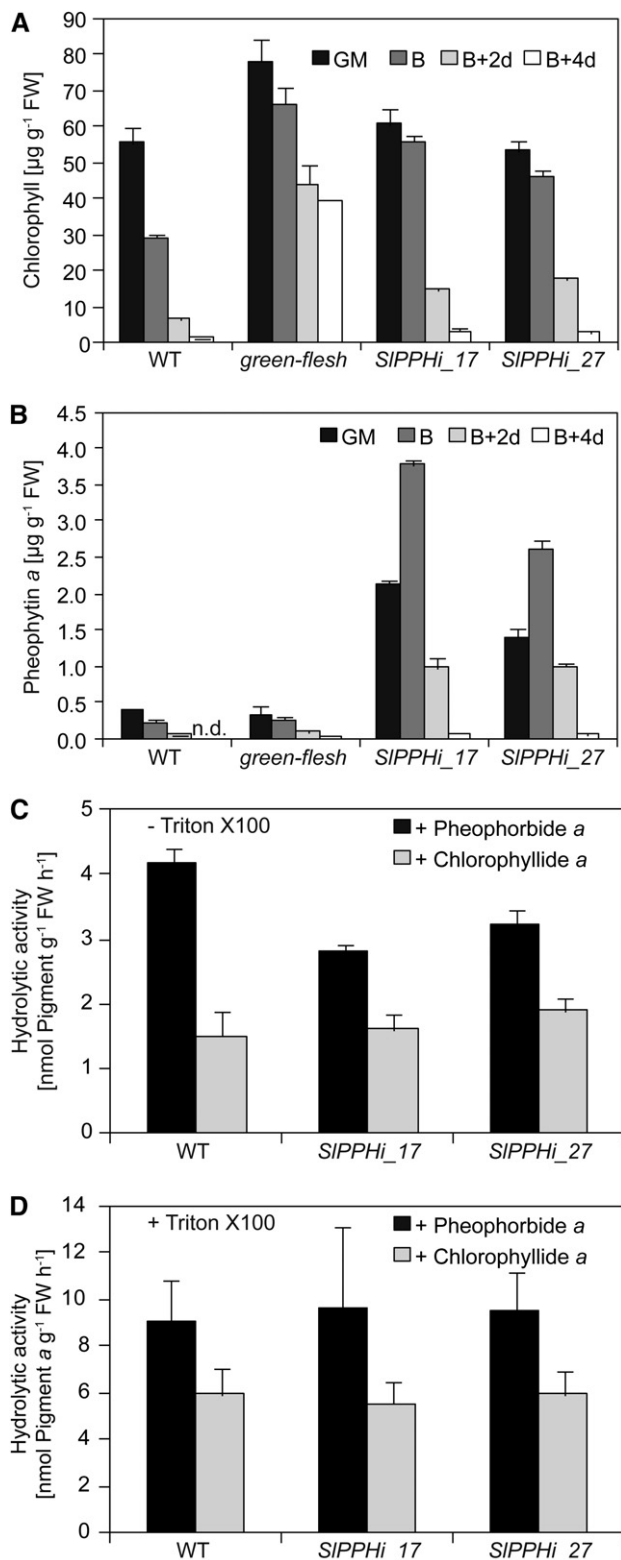 A
Chlorophyll [µg g⁻¹ FW]
90
80
70
60
50
40
30
20
10
0
GM B B+2d B+4d
WT green-flesh SlPPHi_17 SlPPHi_27
B
Pheophytin a [µg g⁻¹ FW]
4.5
4.0
3.5
3.0
2.5
2.0
1.5
1.0
0.5
0.0
GM B B+2d B+4d
n.d.
WT green-flesh SlPPHi_17 SlPPHi_27
C
Hydrolytic activity
[nmol Pigment g⁻¹ FW h⁻¹]
5
4
3
2
1
0
- Triton X100
+ Pheophorbide a
+ Chlorophyllide a
WT SlPPHi_17 SlPPHi_27
D
Hydrolytic activity
[nmol Pigment a g⁻¹ FW h⁻¹]
14
12
10
8
6
4
2
0
+ Triton X100
+ Pheophorbide a
+ Chlorophyllide a
WT SlPPHi_17 SlPPHi_27